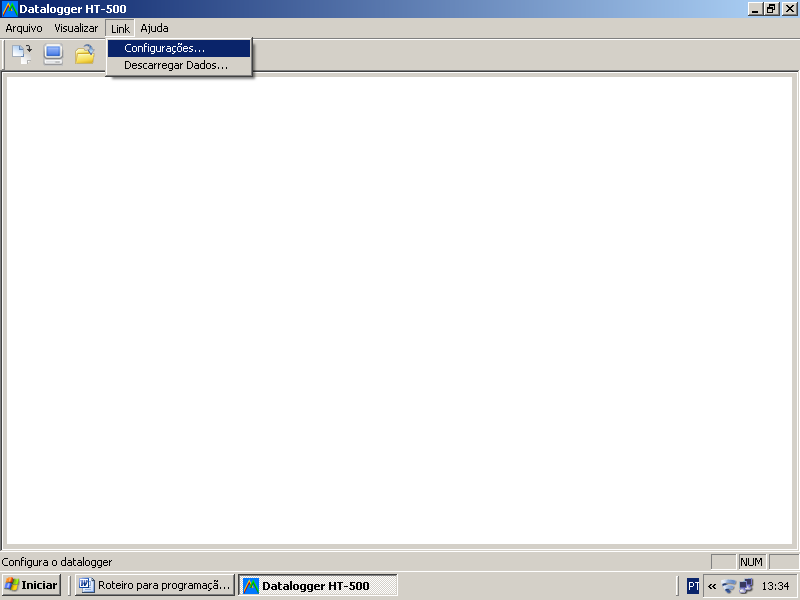 Datalogger HT-500
Arquivo Visualizar Link Ajuda
Configurações...
Descarregar Dados...
Configura o datalogger
NUM
Iniciar
Roteiro para programaçã...
Datalogger HT-500
PT
«
13:34